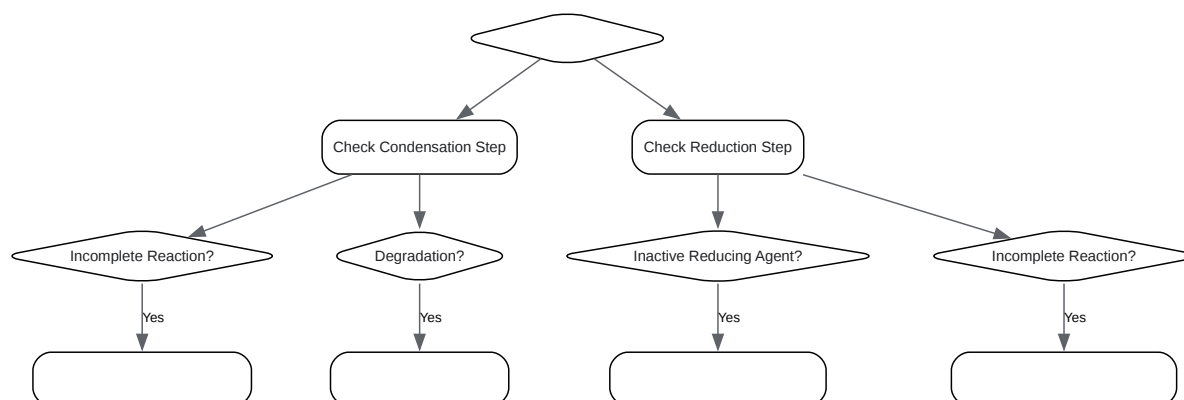 Check Condensation Step
Check Reduction Step
Incomplete Reaction?
Degradation?
Inactive Reducing Agent?
Incomplete Reaction?
Yes
Yes
Yes
Yes